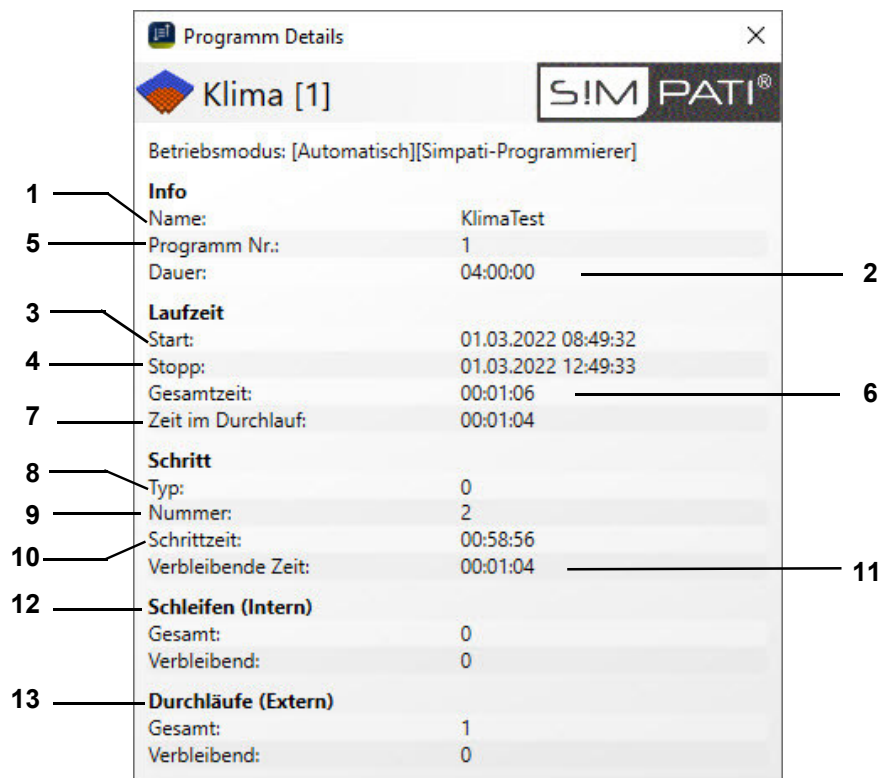 Programm Details
Klima [1]
S!MPATI®
Betriebsmodus: [Automatisch][Simpati-Programmierer]
Info
1 Name: KlimaTest
5 Programm Nr.: 1
Dauer: 04:00:00 2
Laufzeit
3 Start: 01.03.2022 08:49:32
4 Stopp: 01.03.2022 12:49:33
Gesamtzeit: 00:01:06 6
7 Zeit im Durchlauf: 00:01:04
Schritt
8 Typ: 0
9 Nummer: 2
10 Schrittzeit: 00:58:56
Verbleibende Zeit: 00:01:04 11
12 Schleifen (Intern)
Gesamt: 0
Verbleibend: 0
13 Durchläufe (Extern)
Gesamt: 1
Verbleibend: 0